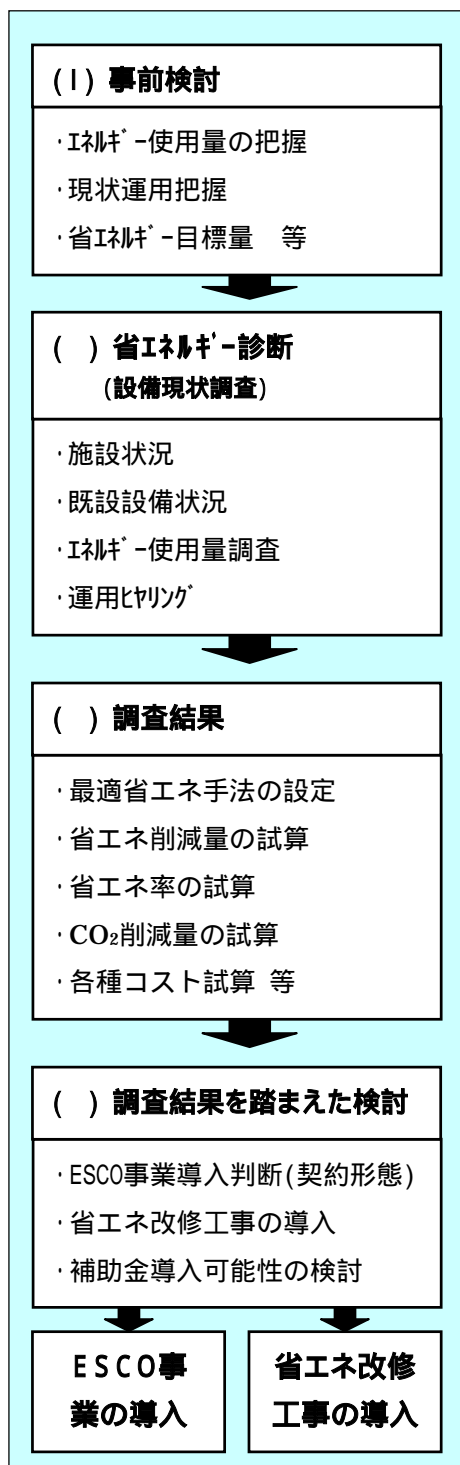 (I) 事前検討
･ｴﾈﾙｷﾞｰ使用量の把握
･現状運用把握
･省ｴﾈﾙｷﾞｰ目標量　等
(　) 省ｴﾈﾙｷﾞｰ診断
(設備現状調査)
･施設状況
･既設設備状況
･ｴﾈﾙｷﾞｰ使用量調査
･運用ﾋﾔﾘﾝｸﾞ
(　) 調査結果
･最適省エネ手法の設定
･省エネ削減量の試算
･省エネ率の試算
･CO₂削減量の試算
･各種コスト試算 等
(　) 調査結果を踏まえた検討
･ESCO事業導入判断(契約形態)
･省エネ改修工事の導入
･補助金導入可能性の検討
ＥＳＣＯ事
業の導入
省エネ改修
工事の導入